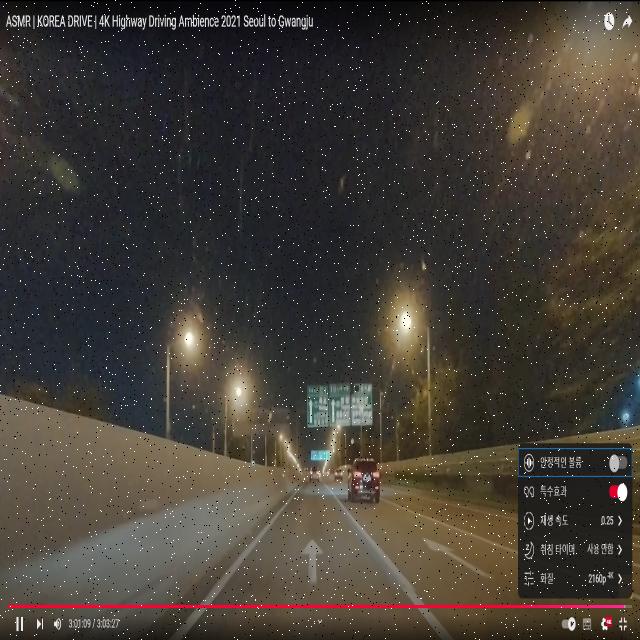 ASMR | KOREA DRIVE | 4K Highway Driving Ambience 2021 Seoul to Gwangju
안정적인 볼륨
특수효과
재생 속도 0.25
취침 타이머 사용 안함
화질 2160p 4K
3:01:09 / 3:03:27